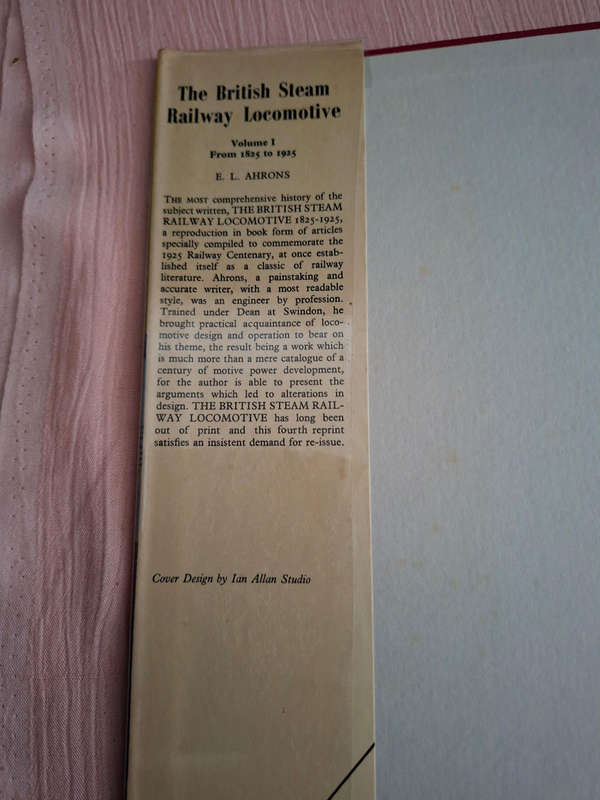 The British Steam
Railway Locomotive
Volume I
From 1825 to 1925
E. L. AHRONS
THE MOST comprehensive history of the
subject written, THE BRITISH STEAM
RAILWAY LOCOMOTIVE 1825-1925,
a reproduction in book form of articles
specially compiled to commemorate the
1925 Railway Centenary, at once estab-
lished itself as a classic of railway
literature. Ahrons, a painstaking and
accurate writer, with a most readable
style, was an engineer by profession.
Trained under Dean at Swindon, he
brought practical acquaintance of loco-
motive design and operation to bear on
his theme, the result being a work which
is much more than a mere catalogue of a
century of motive power development,
for the author is able to present the
arguments which led to alterations in
design. THE BRITISH STEAM RAIL-
WAY LOCOMOTIVE has long been
out of print and this fourth reprint
satisfies an insistent demand for re-issue.
Cover Design by Ian Allan Studio